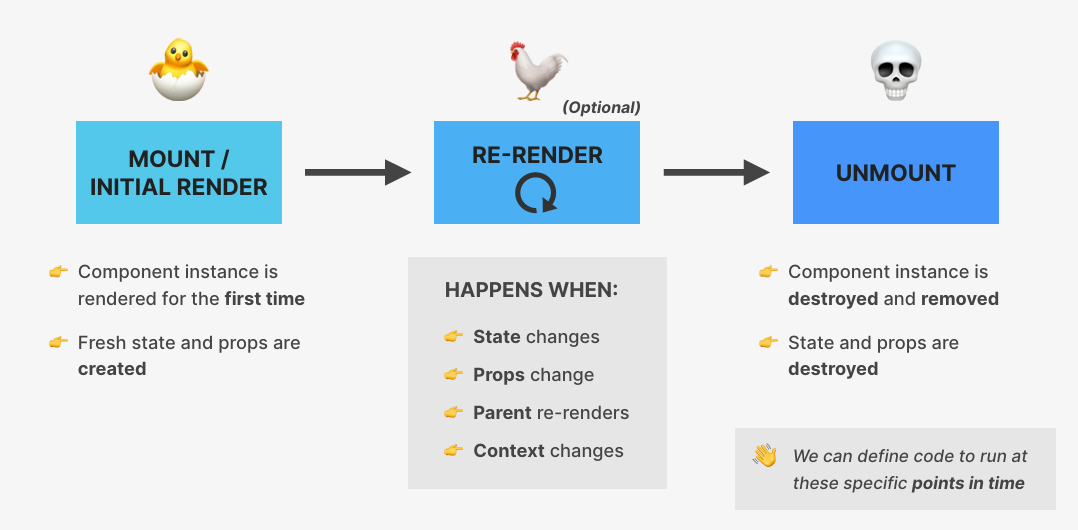 (Optional)
MOUNT /
INITIAL RENDER
RE-RENDER
UNMOUNT
Component instance is
rendered for the first time
Fresh state and props are
created
HAPPENS WHEN:
State changes
Props change
Parent re-renders
Context changes
Component instance is
destroyed and removed
State and props are
destroyed
We can define code to run at
these specific points in time